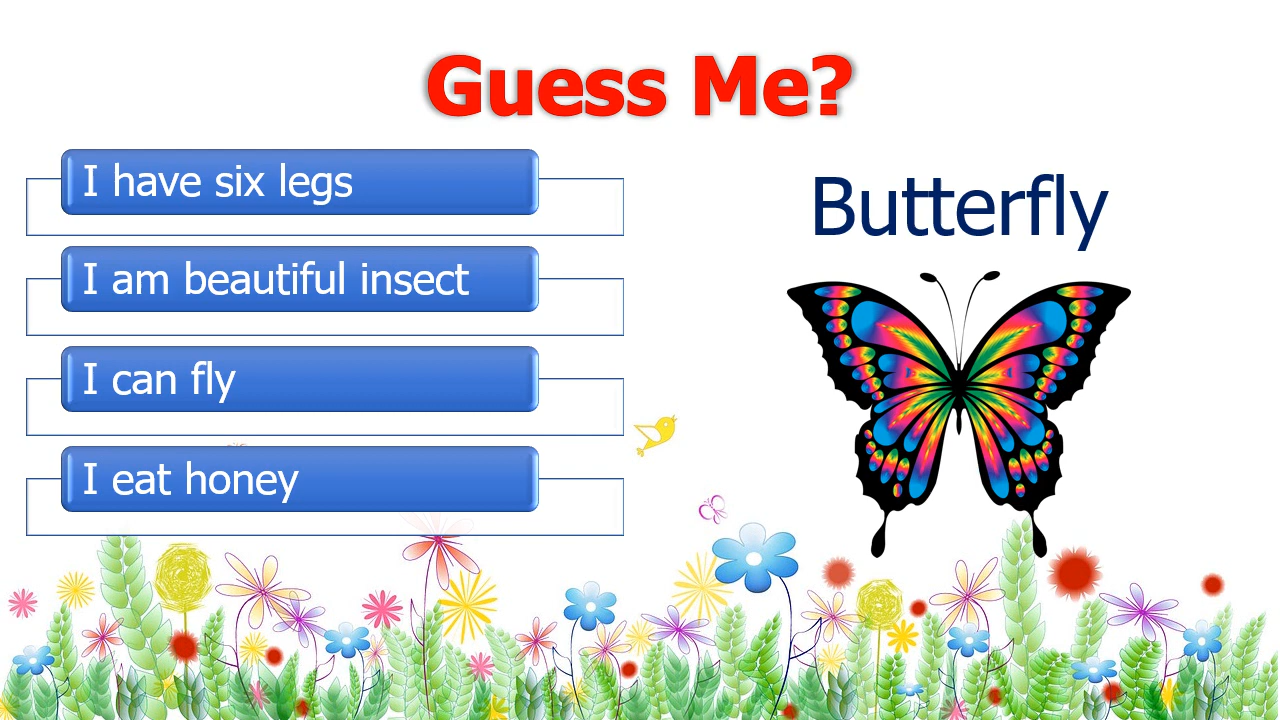 Guess Me?
I have six legs
I am beautiful insect
I can fly
I eat honey
Butterfly